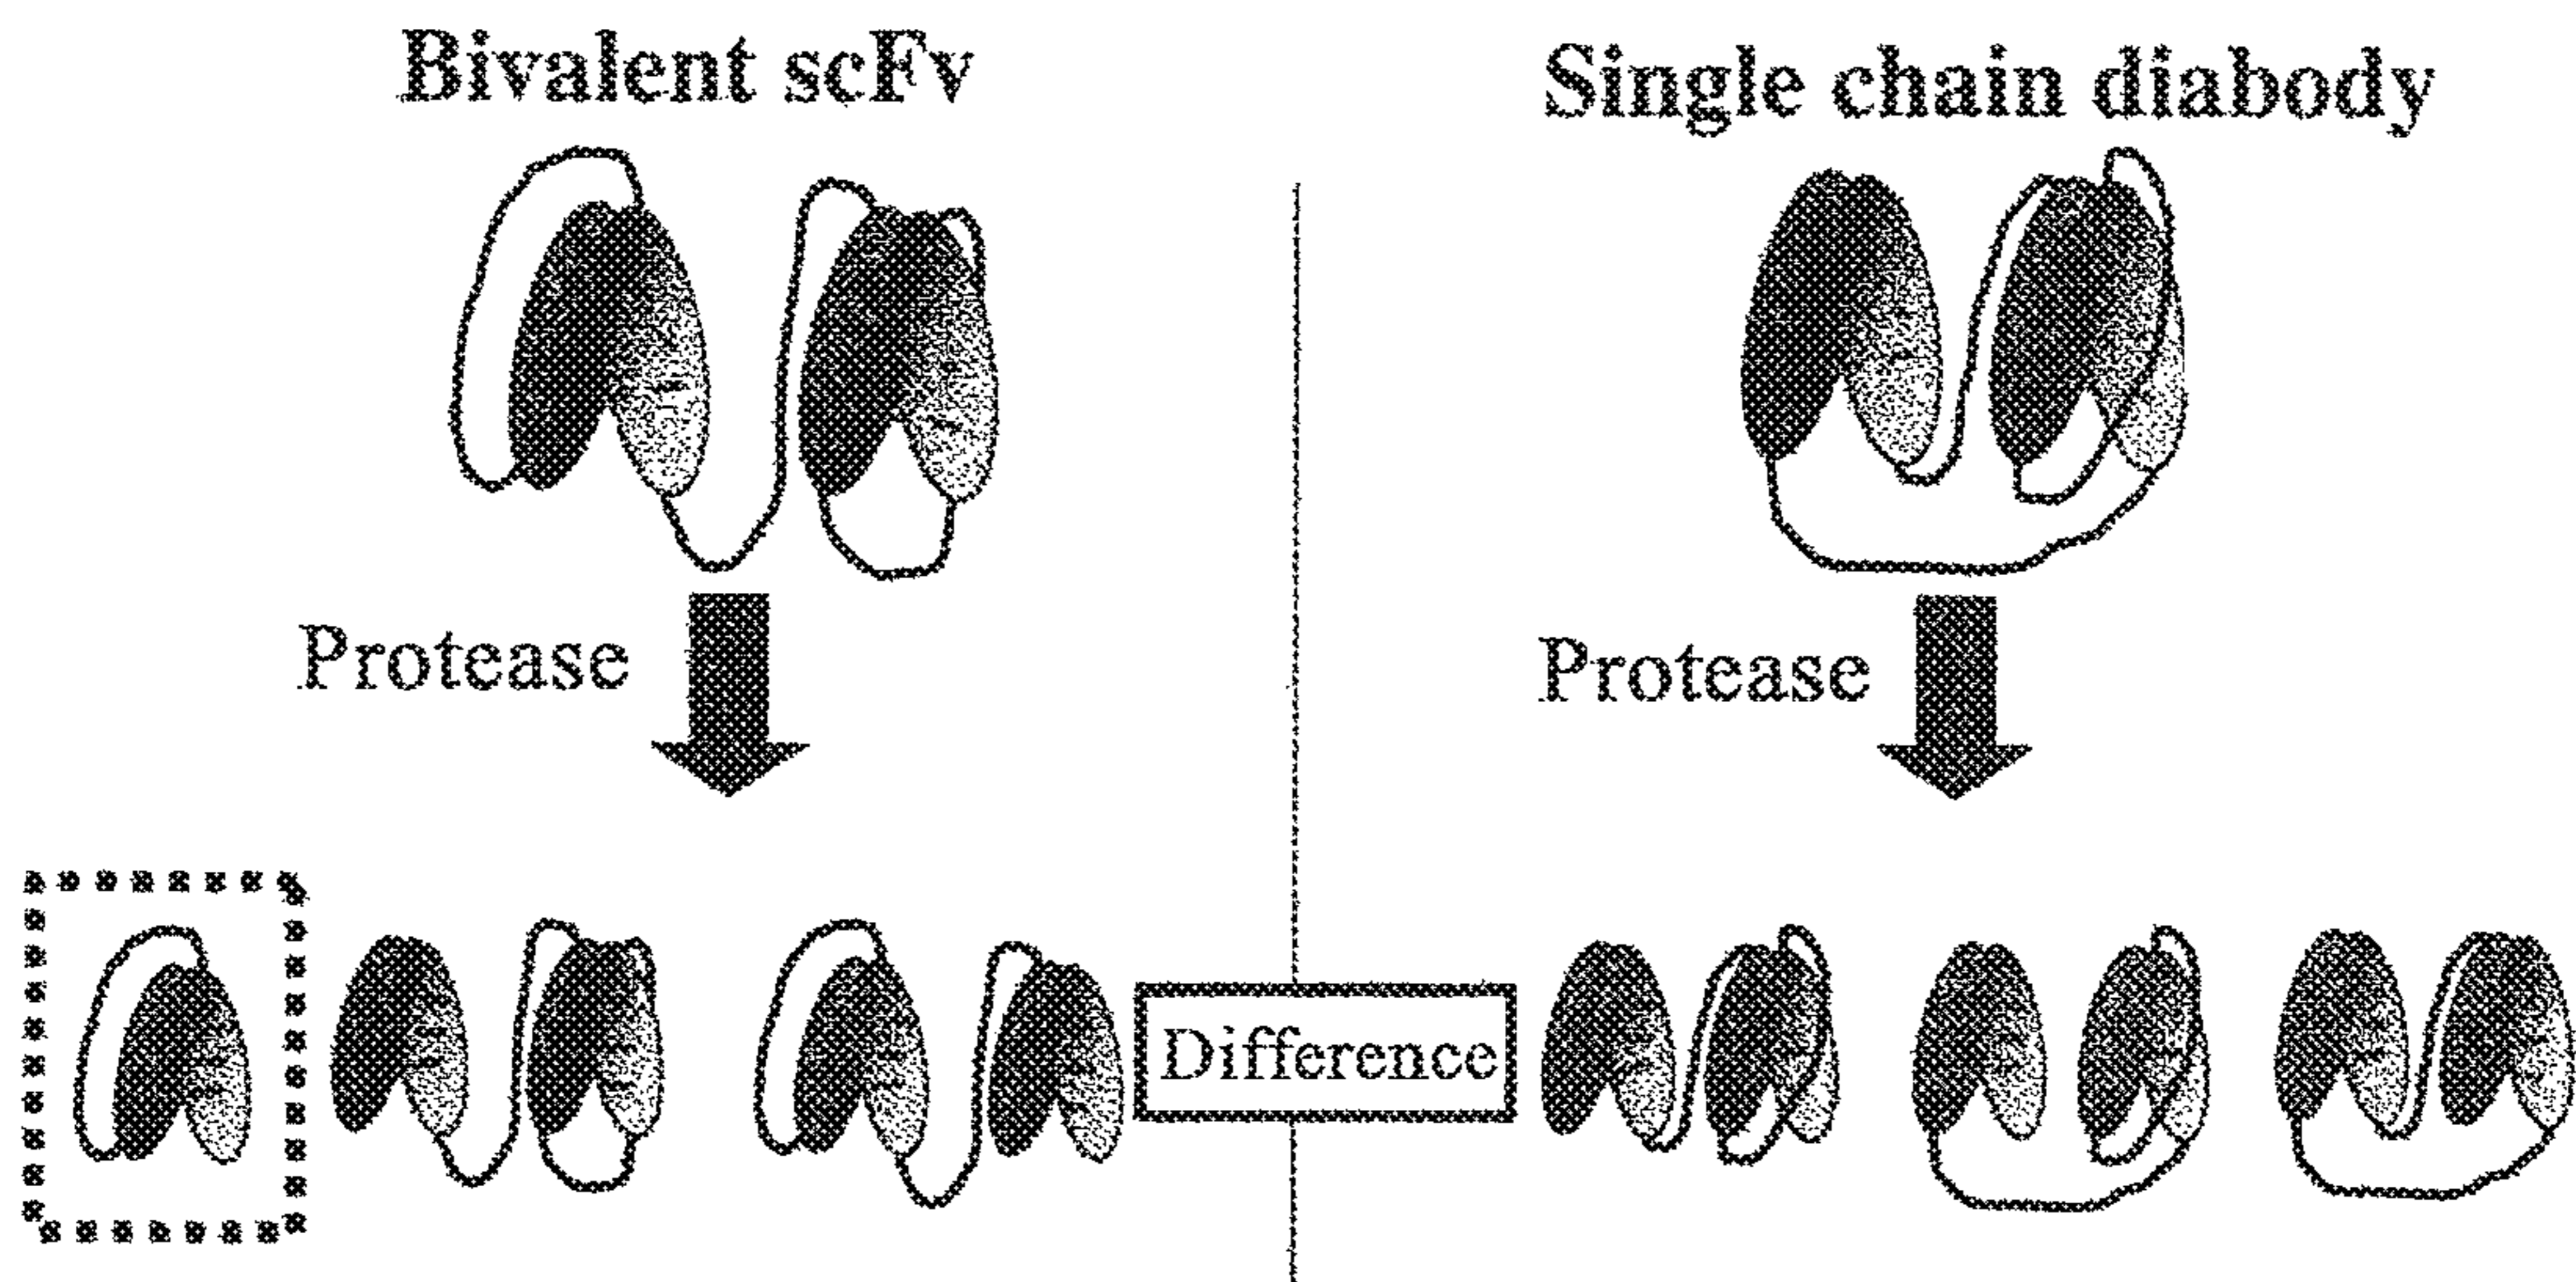 Bivalent scFv
Single chain diabody
Protease
Protease
Difference